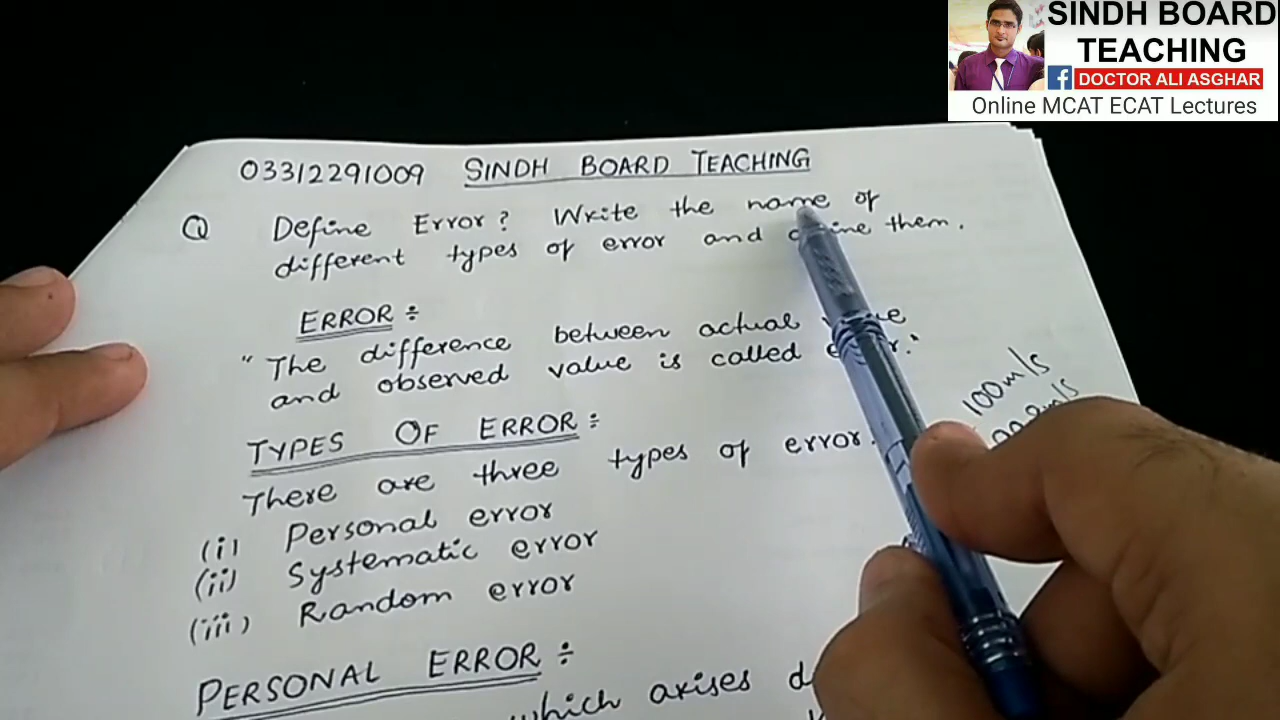 SINDH BOARD
TEACHING
DOCTOR ALI ASGHAR
Online MCAT ECAT Lectures
03312291009 SINDH BOARD TEACHING
Q Define Error? Write the name of
different types of error and them.
ERROR ÷
"The difference between actual
and observed value is called
100m/s
TYPES OF ERROR ÷
There are three types of error.
(i) Personal error
(ii) Systematic error
(iii) Random error
PERSONAL ERROR ÷
which arises